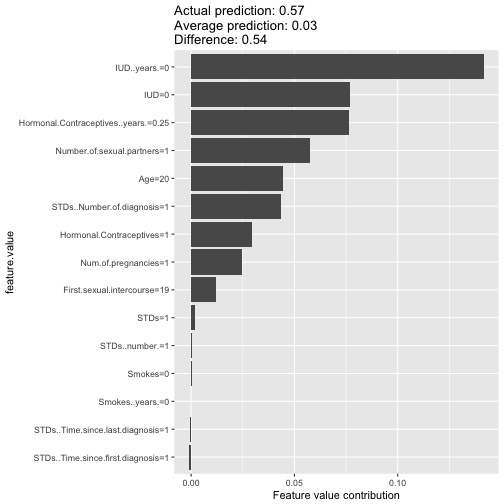 Actual prediction: 0.57
Average prediction: 0.03
Difference: 0.54
feature.value
IUD..years.=0
IUD=0
Hormonal.Contraceptives..years.=0.25
Number.of.sexual.partners=1
Age=20
STDs..Number.of.diagnosis=1
Hormonal.Contraceptives=1
Num.of.pregnancies=1
First.sexual.intercourse=19
STDs=1
STDs..number.=1
Smokes=0
Smokes..years.=0
STDs..Time.since.last.diagnosis=1
STDs..Time.since.first.diagnosis=1
0.00 0.05 0.10
Feature value contribution